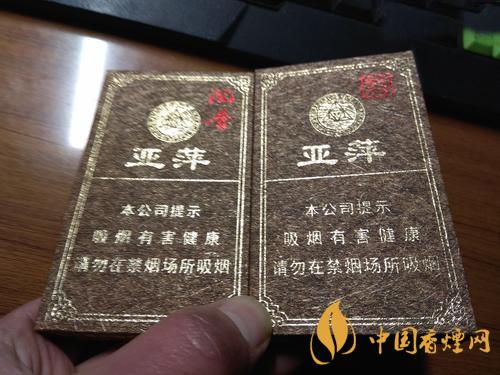 亚萍
本公司提示
吸烟有害健康
请勿在禁烟场所吸烟
亚萍
本公司提示
吸烟有害健康
请勿在禁烟场所吸烟
中国香烟网